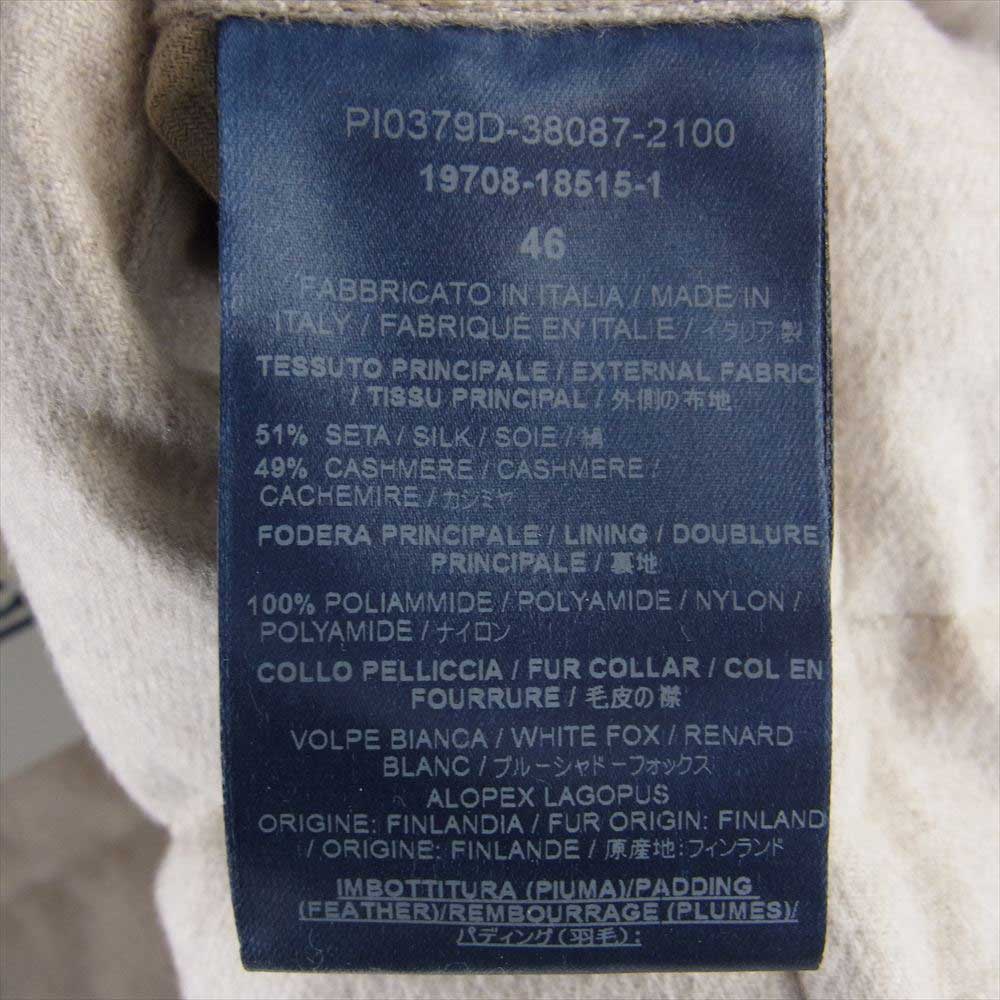 PI0379D-38087-2100
19708-18515-1
46
FABBRICATO IN ITALIA / MADE IN
ITALY / FABRIQUE EN ITALIE / イタリア製
TESSUTO PRINCIPALE / EXTERNAL FABRIC
/ TISSU PRINCIPAL / 外側の布地
51% SETA / SILK / SOIE / 絹
49% CASHMERE / CASHMERE /
CACHEMIRE / カシミヤ
FODERA PRINCIPALE / LINING / DOUBLURE
PRINCIPALE / 裏地
100% POLIAMMIDE / POLYAMIDE / NYLON /
POLYAMIDE / ナイロン
COLLO PELLICCIA / FUR COLLAR / COL EN
FOURRURE / 毛皮の襟
VOLPE BIANCA / WHITE FOX / RENARD
BLANC / ブルーシャドーフォックス
ALOPEX LAGOPUS
ORIGINE: FINLANDIA / FUR ORIGIN: FINLAND
/ ORIGINE: FINLANDE / 原産地:フィンランド
IMBOTTITURA (PIUMA)/PADDING
(FEATHER)/REMBOURRAGE (PLUMES)/
パディング(羽毛):